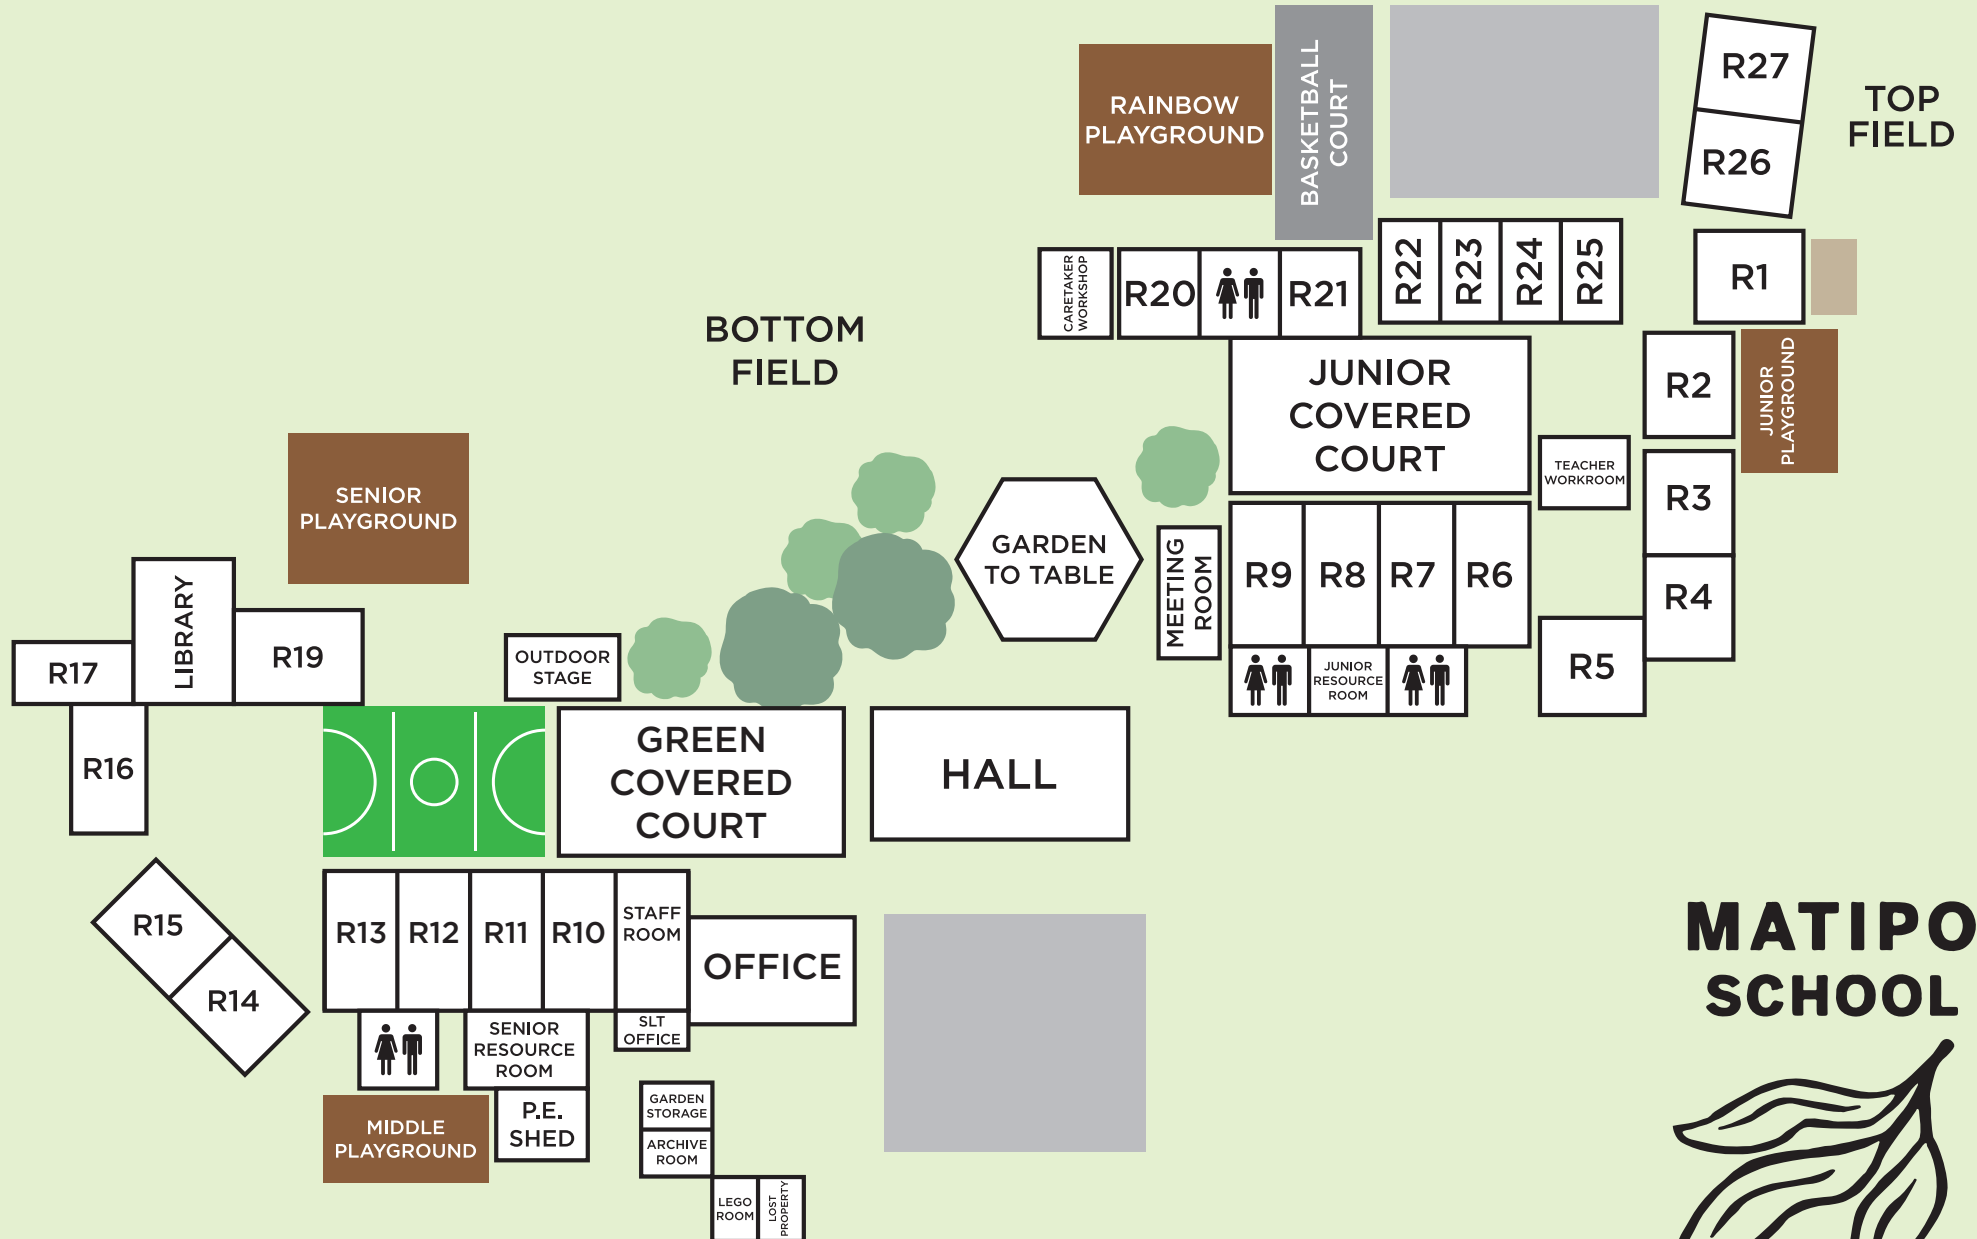 RAINBOW
PLAYGROUND
BASKETBALL
COURT
R27
R26
TOP
FIELD
CARETAKER
WORKSHOP
R20
R21
R22
R23
R24
R25
R1
BOTTOM
FIELD
JUNIOR
COVERED
COURT
R2
JUNIOR
PLAYGROUND
TEACHER
WORKROOM
R3
R4
R5
SENIOR
PLAYGROUND
GARDEN
TO TABLE
MEETING
ROOM
R9
R8
R7
R6
JUNIOR
RESOURCE
ROOM
LIBRARY
R17
R19
R16
OUTDOOR
STAGE
GREEN
COVERED
COURT
HALL
R15
R14
R13
R12
R11
R10
STAFF
ROOM
OFFICE
SLT
OFFICE
SENIOR
RESOURCE
ROOM
P.E.
SHED
MIDDLE
PLAYGROUND
GARDEN
STORAGE
ARCHIVE
ROOM
LEGO
ROOM
LOST
PROPERTY
MATIPO
SCHOOL